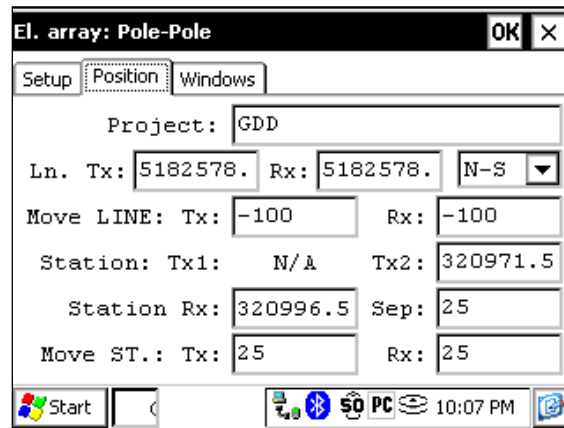 El. array: Pole-Pole OK ×
Setup Position Windows
Project: GDD
Ln. Tx: 5182578. Rx: 5182578. N-S
Move LINE: Tx: -100 Rx: -100
Station: Tx1: N/A Tx2: 320971.5
Station Rx: 320996.5 Sep: 25
Move ST.: Tx: 25 Rx: 25
Start 50 PC 10:07 PM